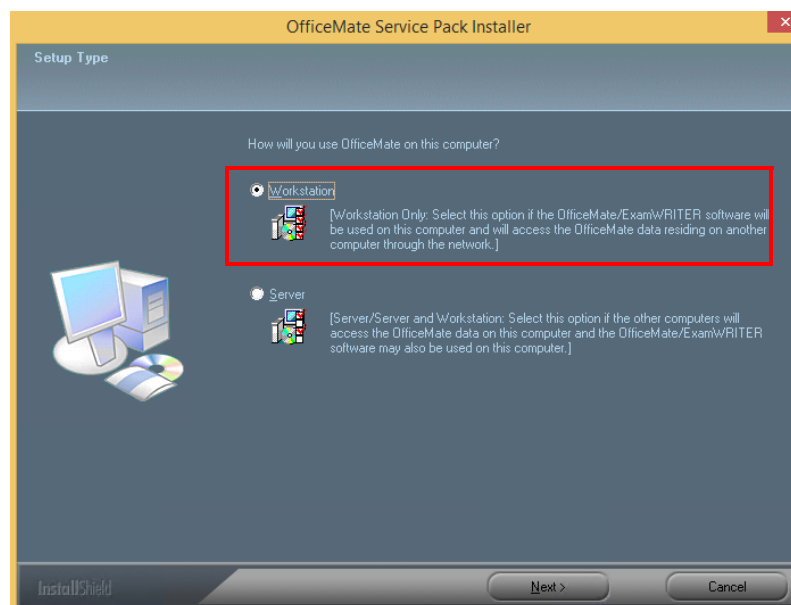 OfficeMate Service Pack Installer
Setup Type
How will you use OfficeMate on this computer?
Workstation
[Workstation Only: Select this option if the OfficeMate/ExamWRITER software will
be used on this computer and will access the OfficeMate data residing on another
computer through the network.]
Server
[Server/Server and Workstation: Select this option if the other computers will
access the OfficeMate data on this computer and the OfficeMate/ExamWRITER
software may also be used on this computer.]
InstallShield
Next >
Cancel